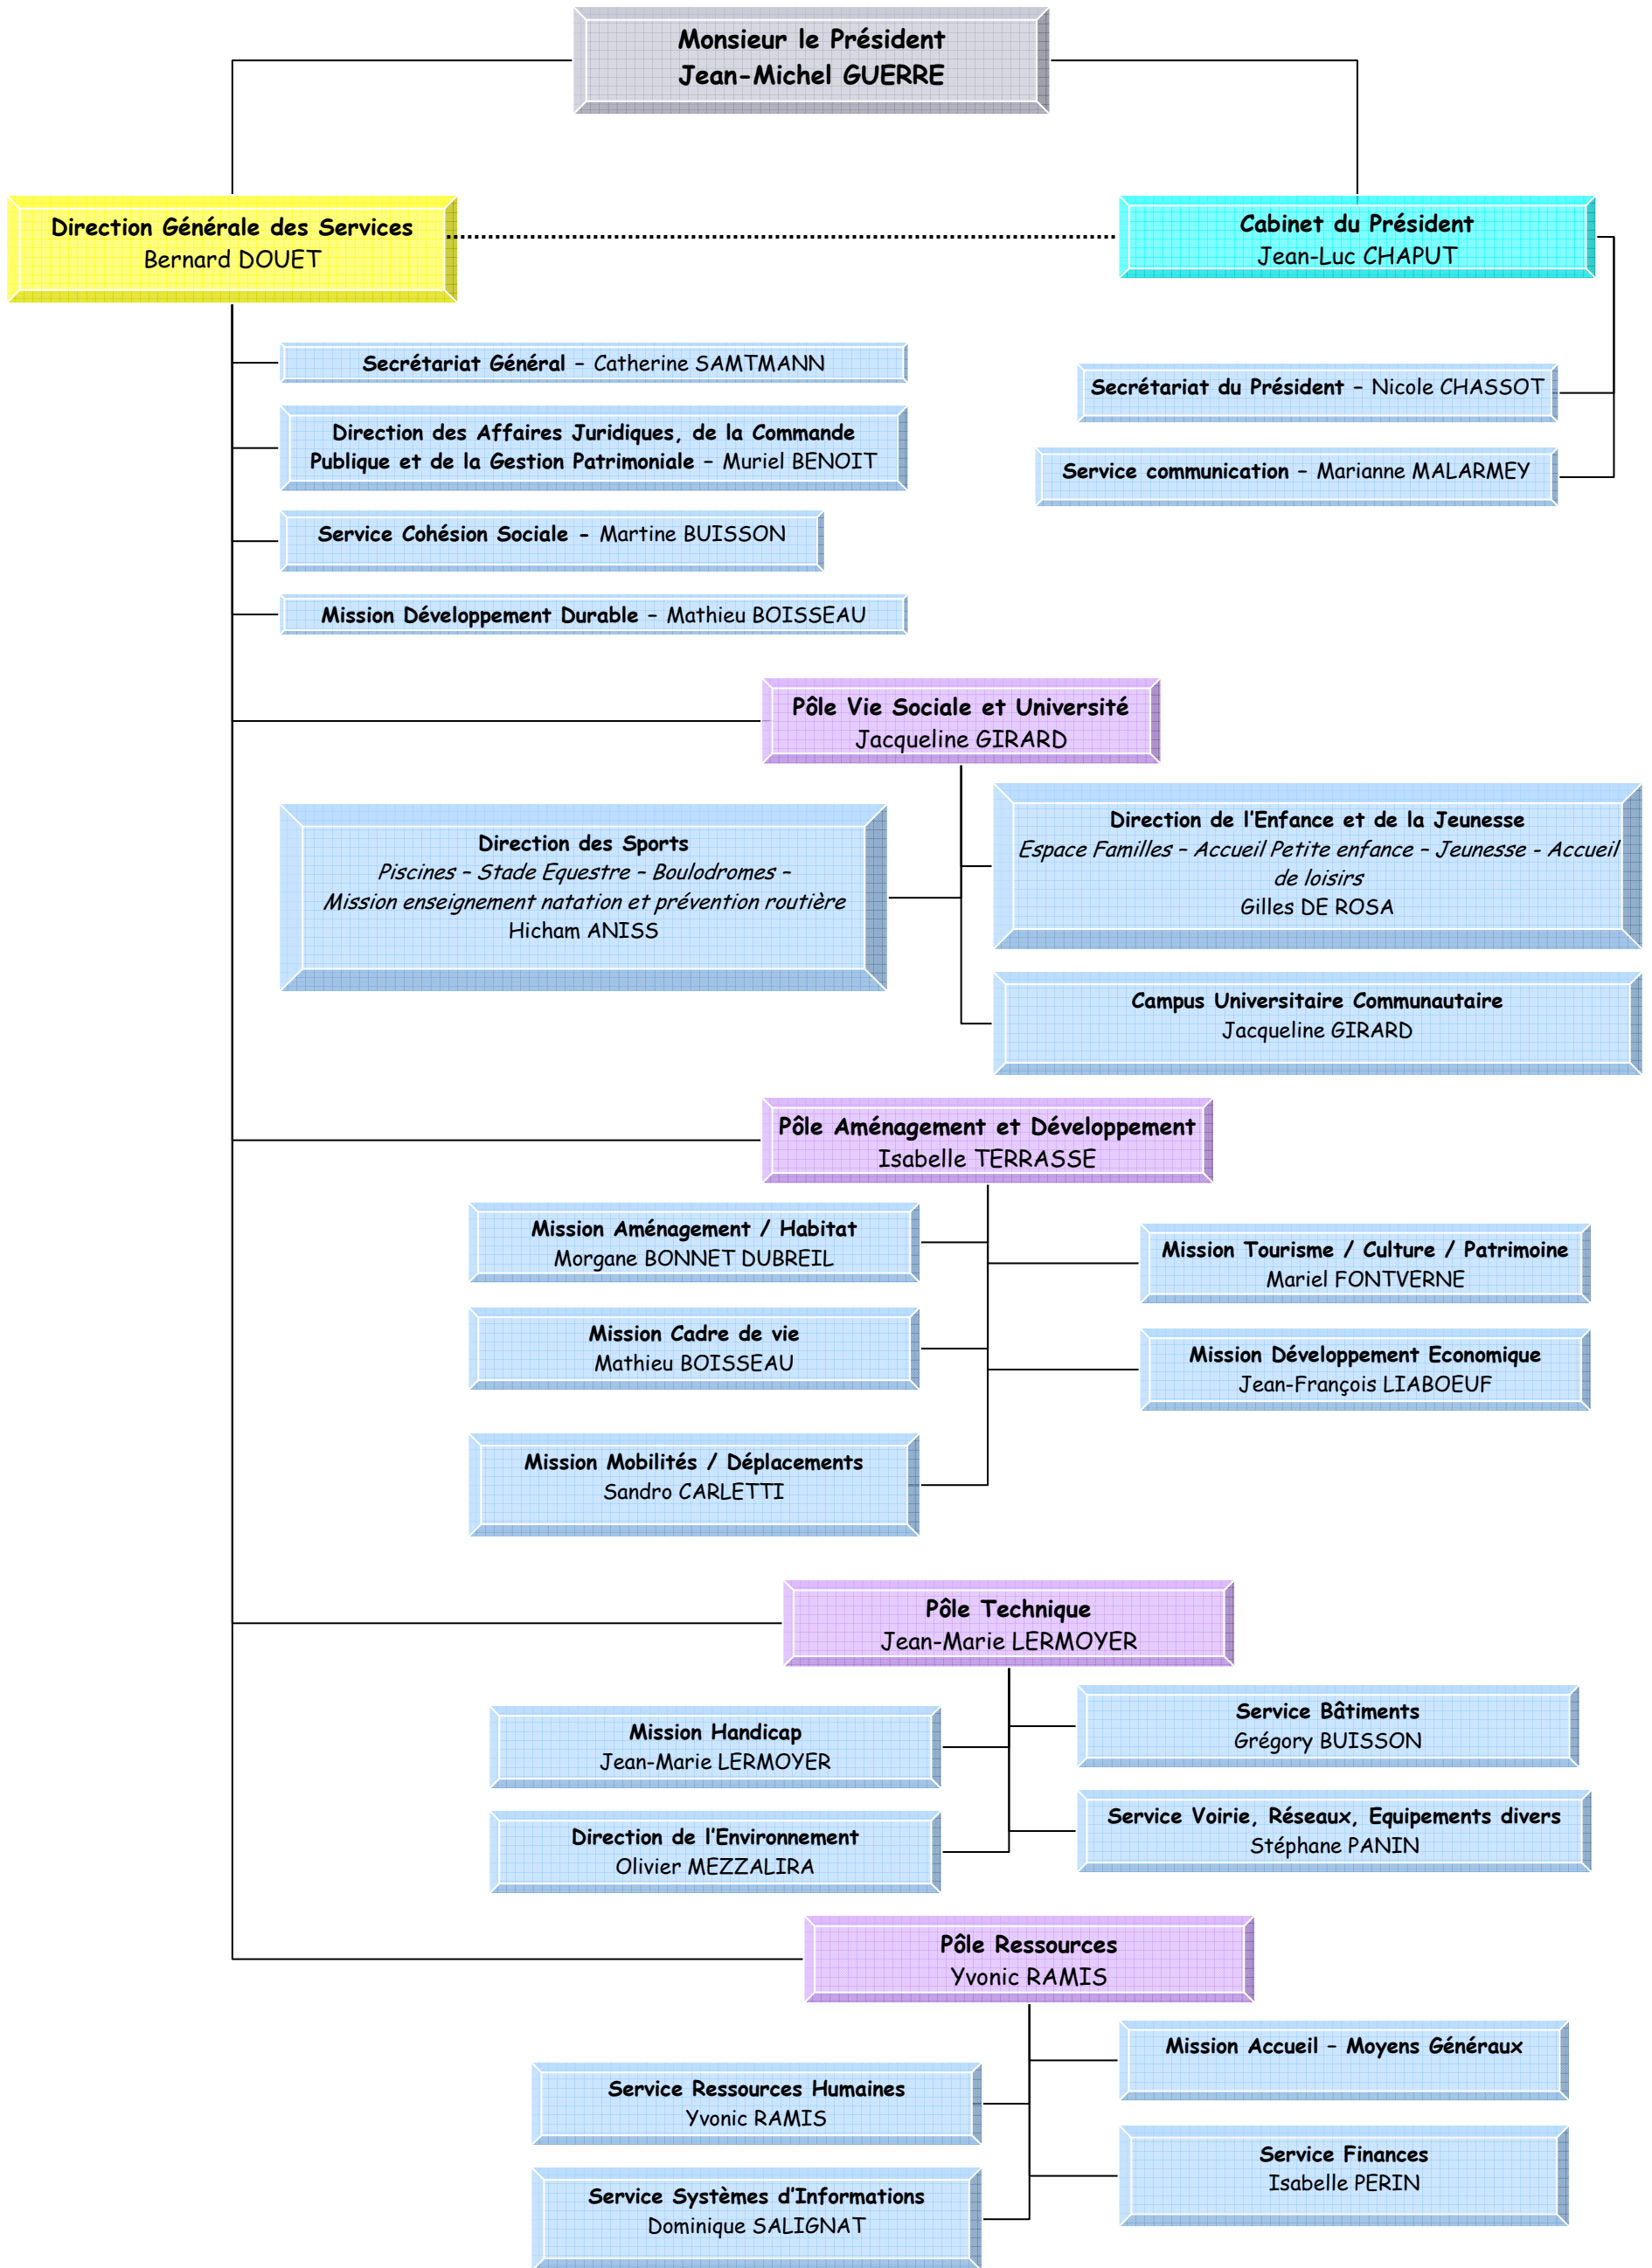 Monsieur le Président
Jean-Michel GUERRE
Direction Générale des Services
Bernard DOUET
Cabinet du Président
Jean-Luc CHAPUT
Secrétariat Général – Catherine SAMTMANN
Secrétariat du Président – Nicole CHASSOT
Direction des Affaires Juridiques, de la Commande
Publique et de la Gestion Patrimoniale – Muriel BENOIT
Service communication – Marianne MALARMEY
Service Cohésion Sociale - Martine BUISSON
Mission Développement Durable – Mathieu BOISSEAU
Pôle Vie Sociale et Université
Jacqueline GIRARD
Direction des Sports
Piscines – Stade Equestre – Boulodromes –
Mission enseignement natation et prévention routière
Hicham ANISS
Direction de l'Enfance et de la Jeunesse
Espace Familles – Accueil Petite enfance – Jeunesse - Accueil
de loisirs
Gilles DE ROSA
Campus Universitaire Communautaire
Jacqueline GIRARD
Pôle Aménagement et Développement
Isabelle TERRASSE
Mission Aménagement / Habitat
Morgane BONNET DUBREIL
Mission Tourisme / Culture / Patrimoine
Mariel FONTVERNE
Mission Cadre de vie
Mathieu BOISSEAU
Mission Développement Economique
Jean-François LIABOEUF
Mission Mobilités / Déplacements
Sandro CARLETTI
Pôle Technique
Jean-Marie LERMOYER
Mission Handicap
Jean-Marie LERMOYER
Service Bâtiments
Grégory BUISSON
Direction de l'Environnement
Olivier MEZZALIRA
Service Voirie, Réseaux, Equipements divers
Stéphane PANIN
Pôle Ressources
Yvonic RAMIS
Mission Accueil – Moyens Généraux
Service Ressources Humaines
Yvonic RAMIS
Service Finances
Isabelle PERIN
Service Systèmes d'Informations
Dominique SALIGNAT